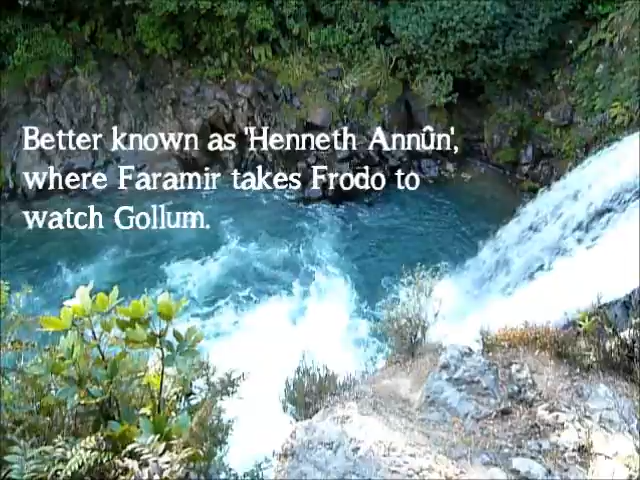 Better known as 'Henneth Annûn',
where Faramir takes Frodo to
watch Gollum.